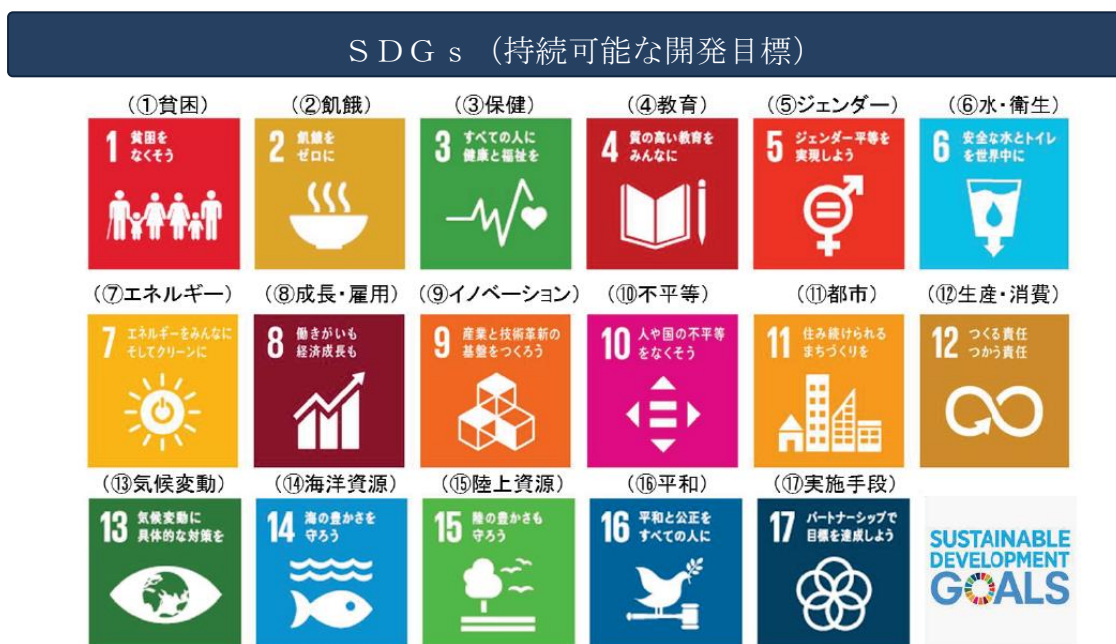 ＳＤＧｓ（持続可能な開発目標）
（①貧困）
（②飢餓）
（③保健）
（④教育）
（⑤ジェンダー）
（⑥水・衛生）
1 貧困を
なくそう
2 飢餓を
ゼロに
3 すべての人に
健康と福祉を
4 質の高い教育を
みんなに
5 ジェンダー平等を
実現しよう
6 安全な水とトイレ
を世界中に
（⑦エネルギー）
（⑧成長・雇用）
（⑨イノベーション）
（⑩不平等）
（⑪都市）
（⑫生産・消費）
7 エネルギーをみんなに
そしてクリーンに
8 働きがいも
経済成長も
9 産業と技術革新の
基盤をつくろう
10 人や国の不平等
をなくそう
11 住み続けられる
まちづくりを
12 つくる責任
つかう責任
（⑬気候変動）
（⑭海洋資源）
（⑮陸上資源）
（⑯平和）
（⑰実施手段）
13 気候変動に
具体的な対策を
14 海の豊かさを
守ろう
15 陸の豊かさも
守ろう
16 平和と公正を
すべての人に
17 パートナーシップで
目標を達成しよう
SUSTAINABLE
DEVELOPMENT
GOALS